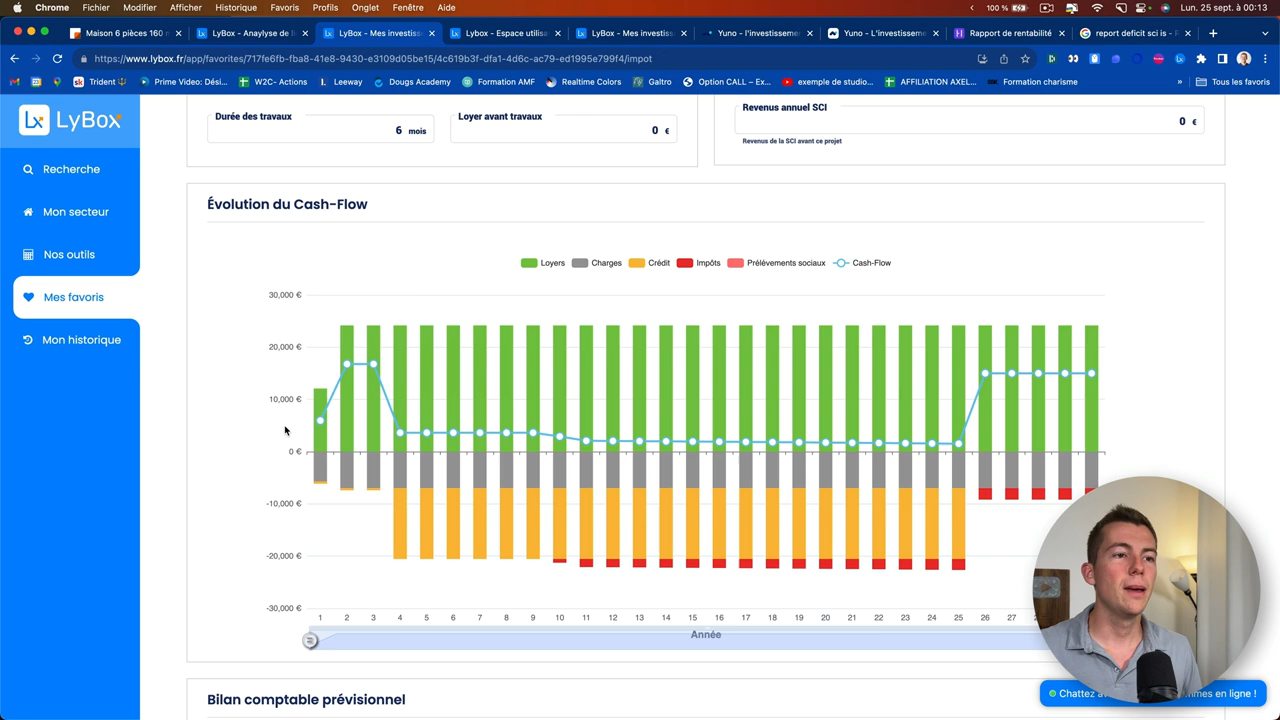 Chrome Fichier Modifier Afficher Historique Favoris Profils Onglet Fenêtre Aide 100 % Lun. 25 sept. à 00:13
Maison 6 pièces 160 m LyBox - Anaylse de l LyBox - Mes investiss Lybox - Espace utilisa LyBox - Mes investiss Yuno - l'investisseme Yuno - L'investisseme Rapport de rentabilité report deficit sci is - R
https://www.lybox.fr/app/favoris/717fe6fb-fba8-41e8-9430-e3109d05be15/4c619b3f-dfa1-4d6c-ac79-ed1995e799f4/impot
Trident Prime Video: Dési... W2C- Actions Leeway Dougs Academy Formation AMF Realtime Colors Galtro Option CALL – Ex... exemple de studio... AFFILIATION AXEL... Formation charisme » Tous les favoris
LyBox
Recherche
Mon secteur
Nos outils
Mes favoris
Mon historique
Durée des travaux
6 mois
Loyer avant travaux
0 €
Revenus annuel SCI
0 €
Revenus de la SCI avant ce projet
Évolution du Cash-Flow
Loyers Charges Crédit Impôts Prélèvements sociaux Cash-Flow
30,000 €
20,000 €
10,000 €
0 €
-10,000 €
-20,000 €
-30,000 €
1 2 3 4 5 6 7 8 9 10 11 12 13 14 15 16 17 18 19 20 21 22 23 24 25 26 27
Année
Bilan comptable prévisionnel
Chattez mes en ligne !